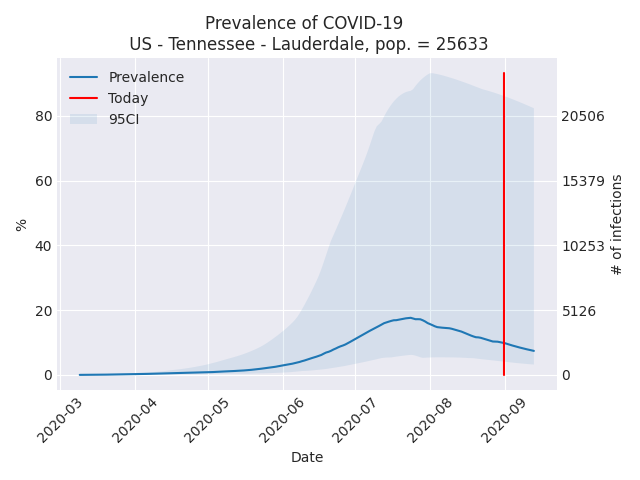 Prevalence of COVID-19
US - Tennessee - Lauderdale, pop. = 25633
Prevalence
Today
95CI
80
60
40
20
0
%
20506
15379
10253
5126
0
# of infections
2020-03
2020-04
2020-05
2020-06
2020-07
2020-08
2020-09
Date